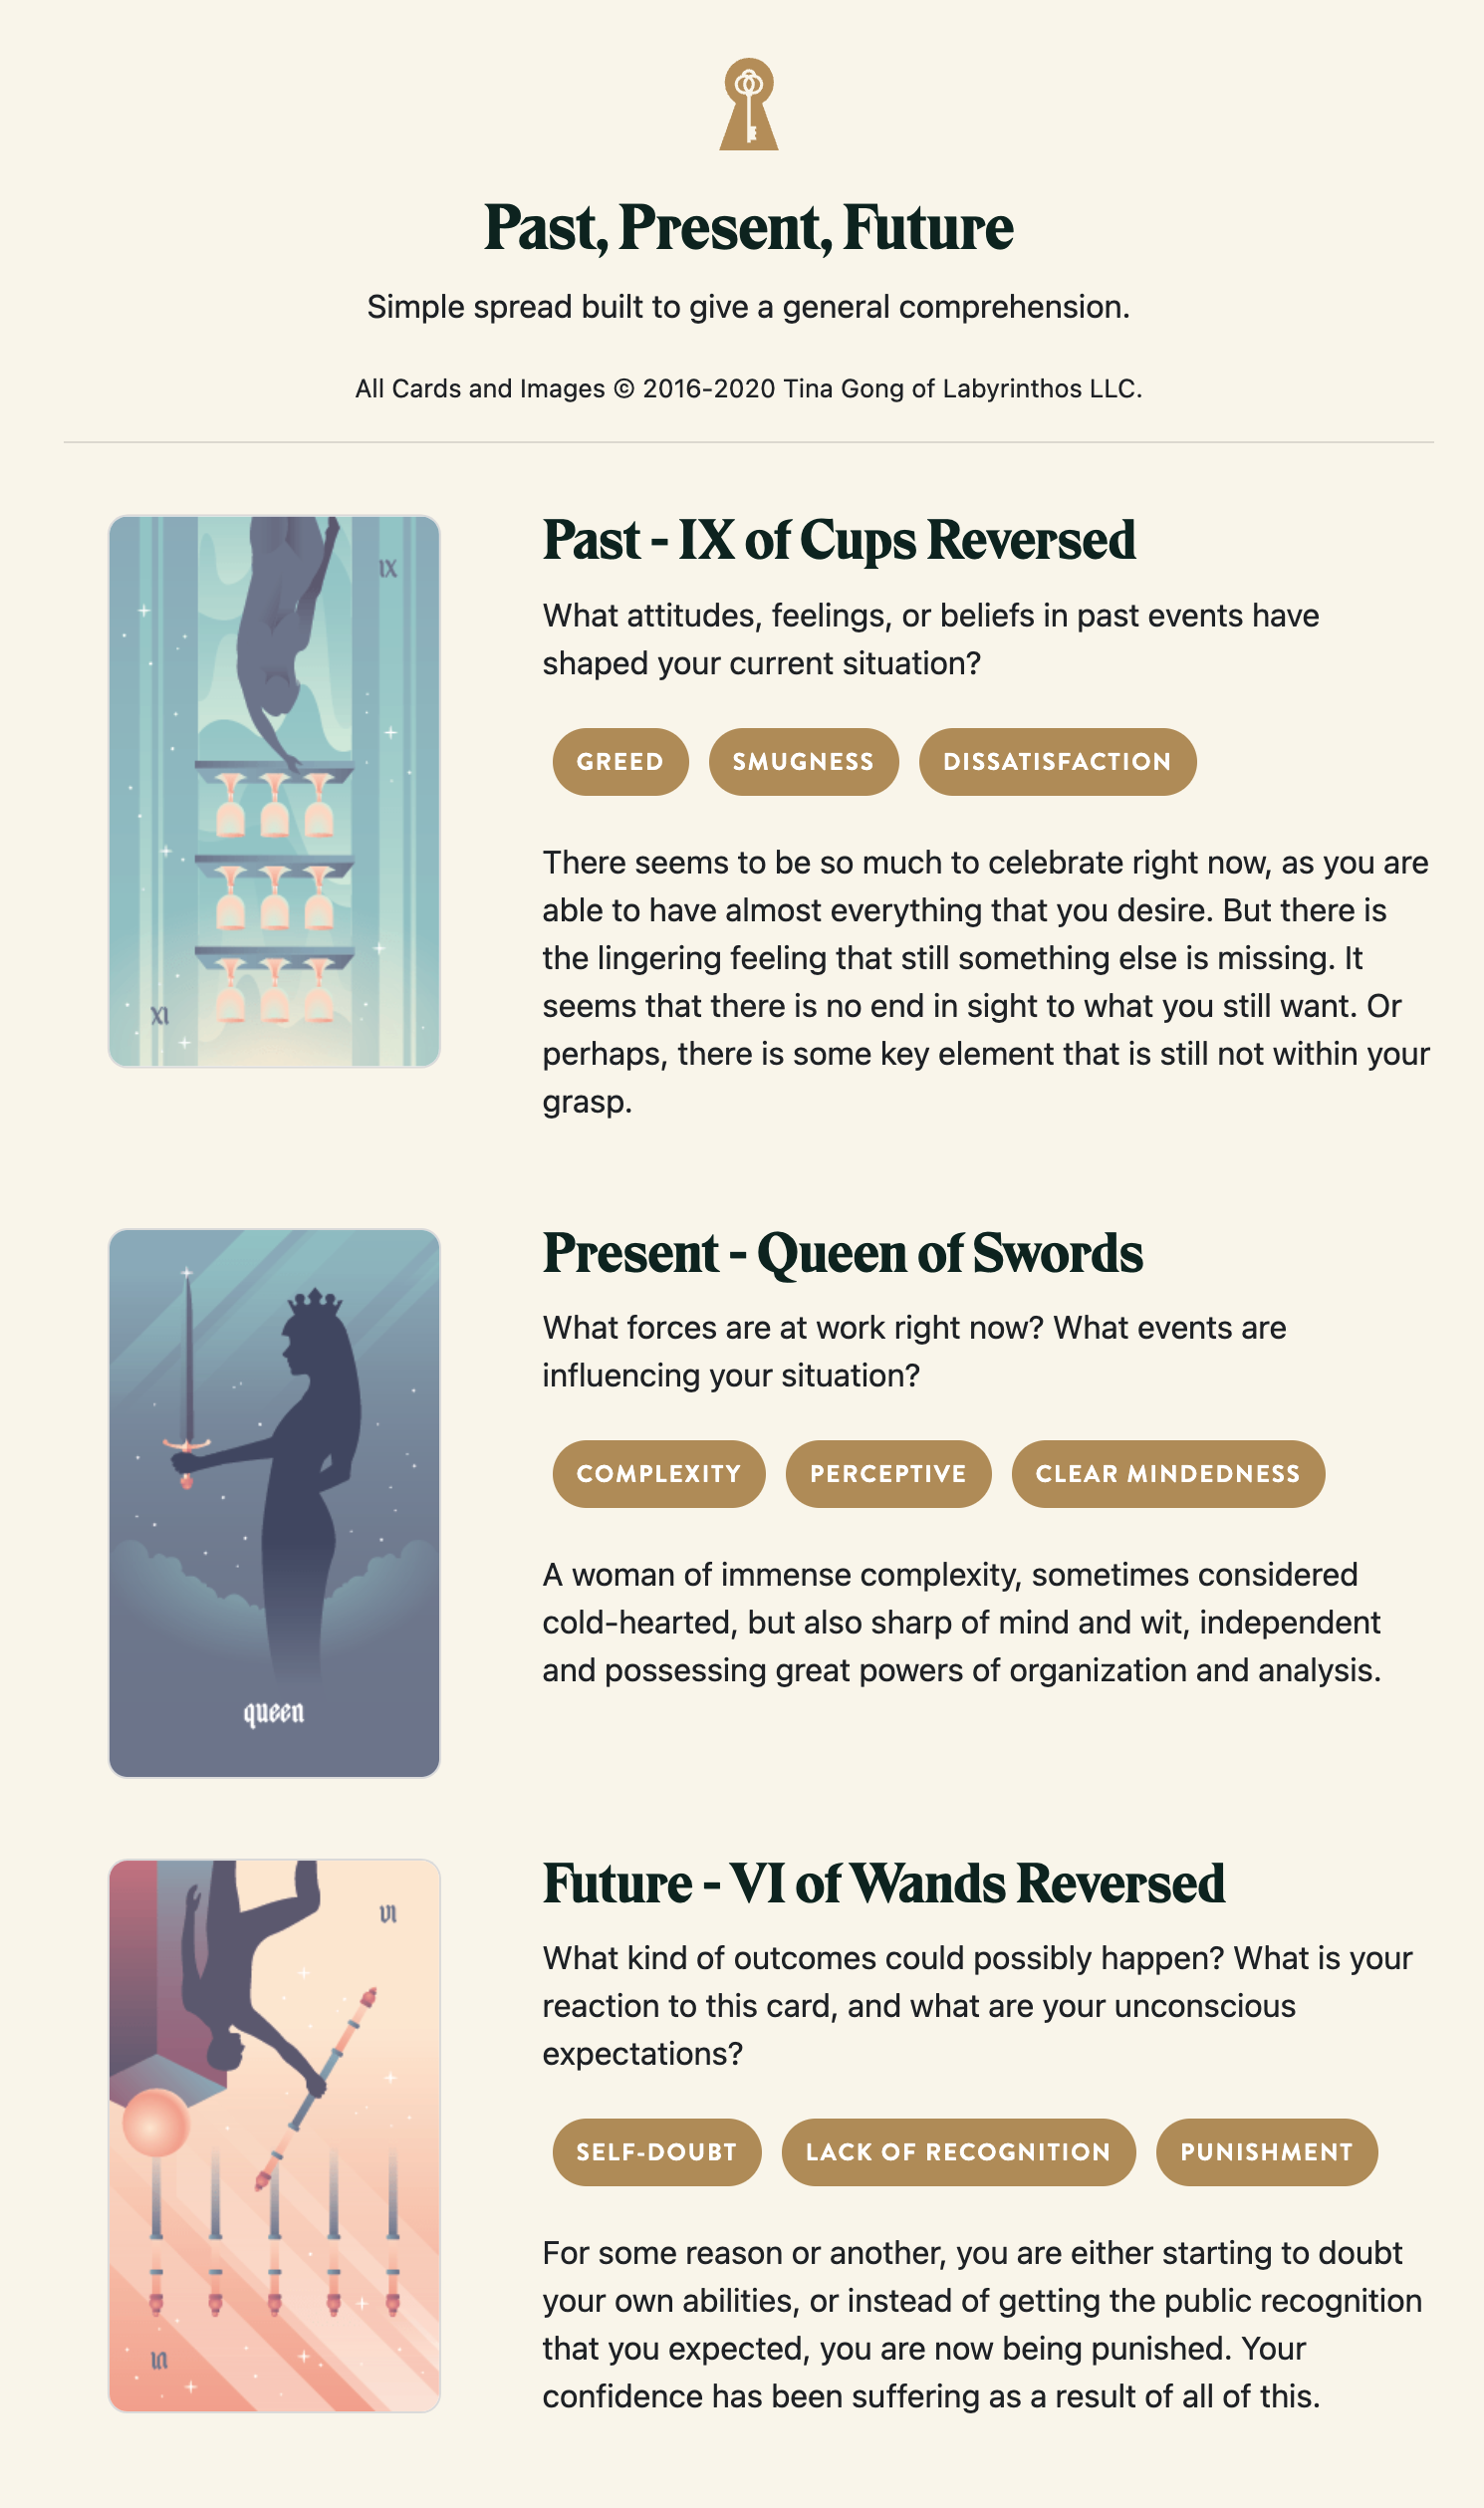 Past, Present, Future
Simple spread built to give a general comprehension.
All Cards and Images © 2016-2020 Tina Gong of Labyrinthos LLC.
IX
IX
Past - IX of Cups Reversed
What attitudes, feelings, or beliefs in past events have
shaped your current situation?
GREED SMUGNESS DISSATISFACTION
There seems to be so much to celebrate right now, as you are
able to have almost everything that you desire. But there is
the lingering feeling that still something else is missing. It
seems that there is no end in sight to what you still want. Or
perhaps, there is some key element that is still not within your
grasp.
queen
Present - Queen of Swords
What forces are at work right now? What events are
influencing your situation?
COMPLEXITY PERCEPTIVE CLEAR MINDEDNESS
A woman of immense complexity, sometimes considered
cold-hearted, but also sharp of mind and wit, independent
and possessing great powers of organization and analysis.
VI
VI
Future - VI of Wands Reversed
What kind of outcomes could possibly happen? What is your
reaction to this card, and what are your unconscious
expectations?
SELF-DOUBT LACK OF RECOGNITION PUNISHMENT
For some reason or another, you are either starting to doubt
your own abilities, or instead of getting the public recognition
that you expected, you are now being punished. Your
confidence has been suffering as a result of all of this.